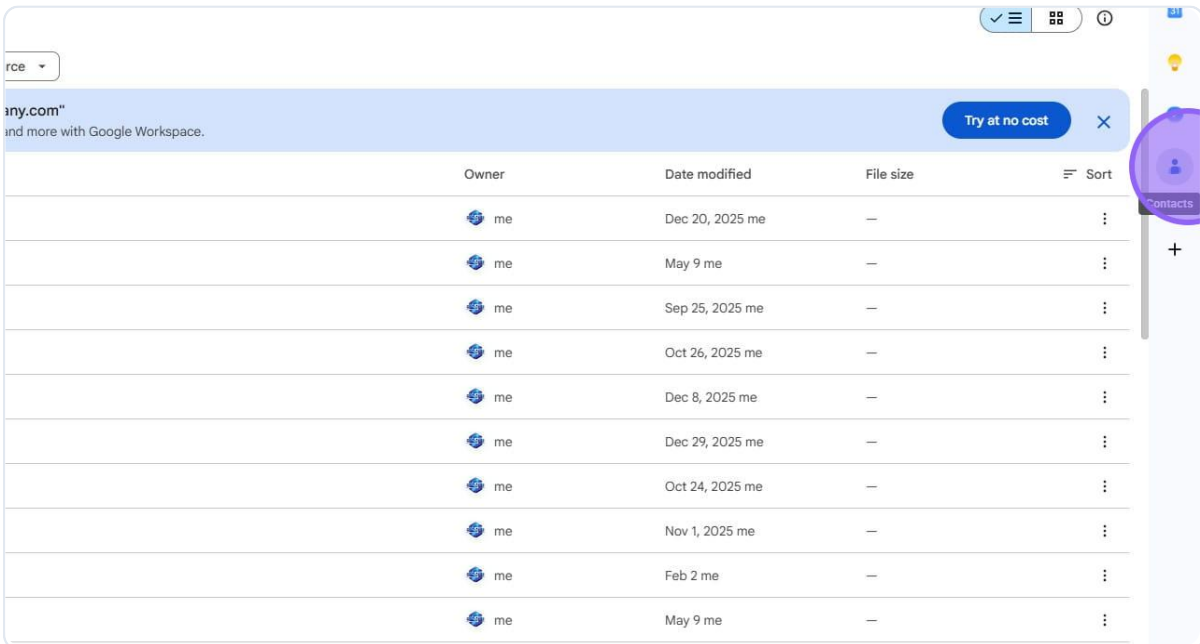 31
rce
any.com"
and more with Google Workspace.
Try at no cost
Owner Date modified File size Sort
Contacts
me Dec 20, 2025 me —
me May 9 me —
me Sep 25, 2025 me —
me Oct 26, 2025 me —
me Dec 8, 2025 me —
me Dec 29, 2025 me —
me Oct 24, 2025 me —
me Nov 1, 2025 me —
me Feb 2 me —
me May 9 me —